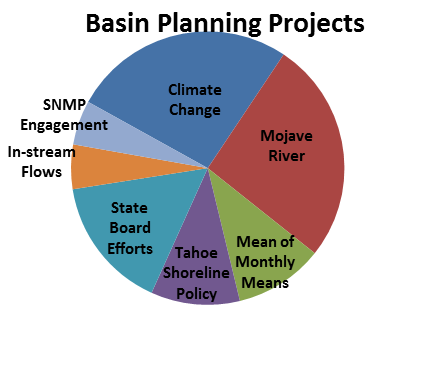 Basin Planning Projects
Climate
Change
SNMP
Engagement
Mojave
River
In-stream
Flows
State
Board
Efforts
Mean of
Monthly
Means
Tahoe
Shoreline
Policy